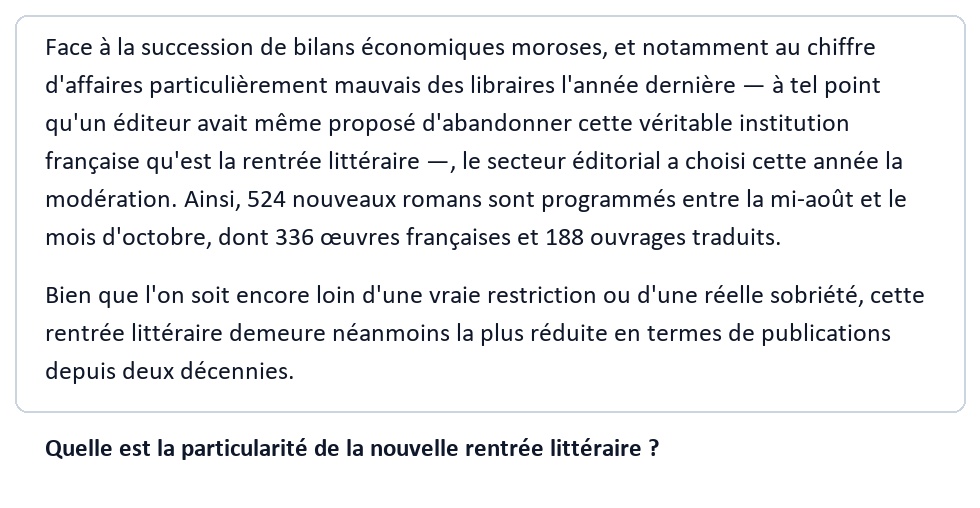 Face à la succession de bilans économiques moroses, et notamment au chiffre
d'affaires particulièrement mauvais des libraires l'année dernière — à tel point
qu'un éditeur avait même proposé d'abandonner cette véritable institution
française qu'est la rentrée littéraire —, le secteur éditorial a choisi cette année la
modération. Ainsi, 524 nouveaux romans sont programmés entre la mi-août et le
mois d'octobre, dont 336 œuvres françaises et 188 ouvrages traduits.
Bien que l'on soit encore loin d'une vraie restriction ou d'une réelle sobriété, cette
rentrée littéraire demeure néanmoins la plus réduite en termes de publications
depuis deux décennies.
Quelle est la particularité de la nouvelle rentrée littéraire ?